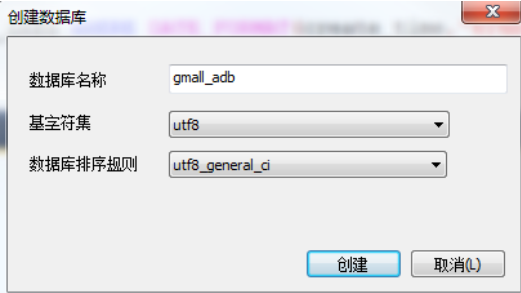 创建数据库
数据库名称 gmall_adb
基字符集 utf8
数据库排序规则 utf8_general_ci
创建 取消(L)